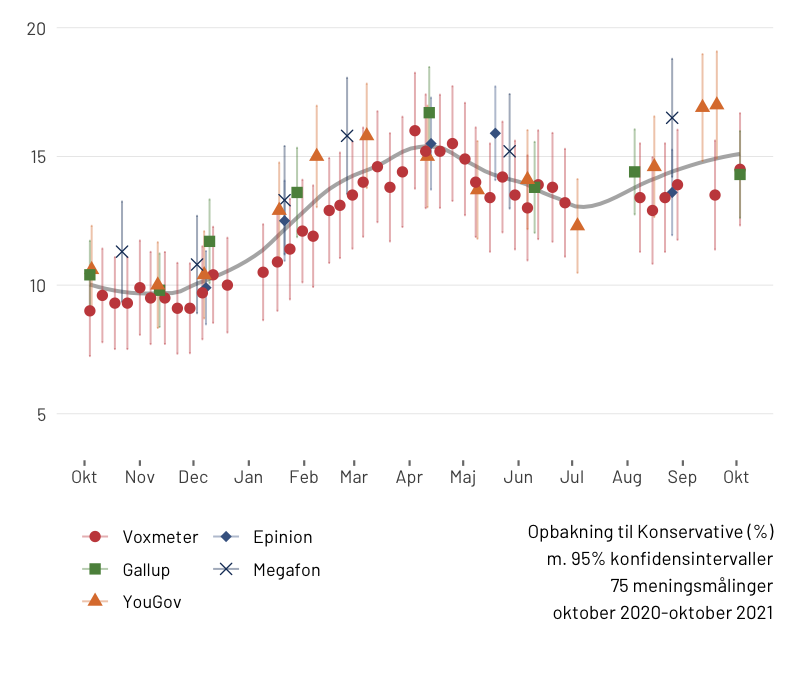 20
15
10
5
Okt Nov Dec Jan Feb Mar Apr Maj Jun Jul Aug Sep Okt
Voxmeter Epinion
Gallup Megafon
YouGov
Opbakning til Konservative (%)
m. 95% konfidensintervaller
75 meningsmålinger
oktober 2020-oktober 2021